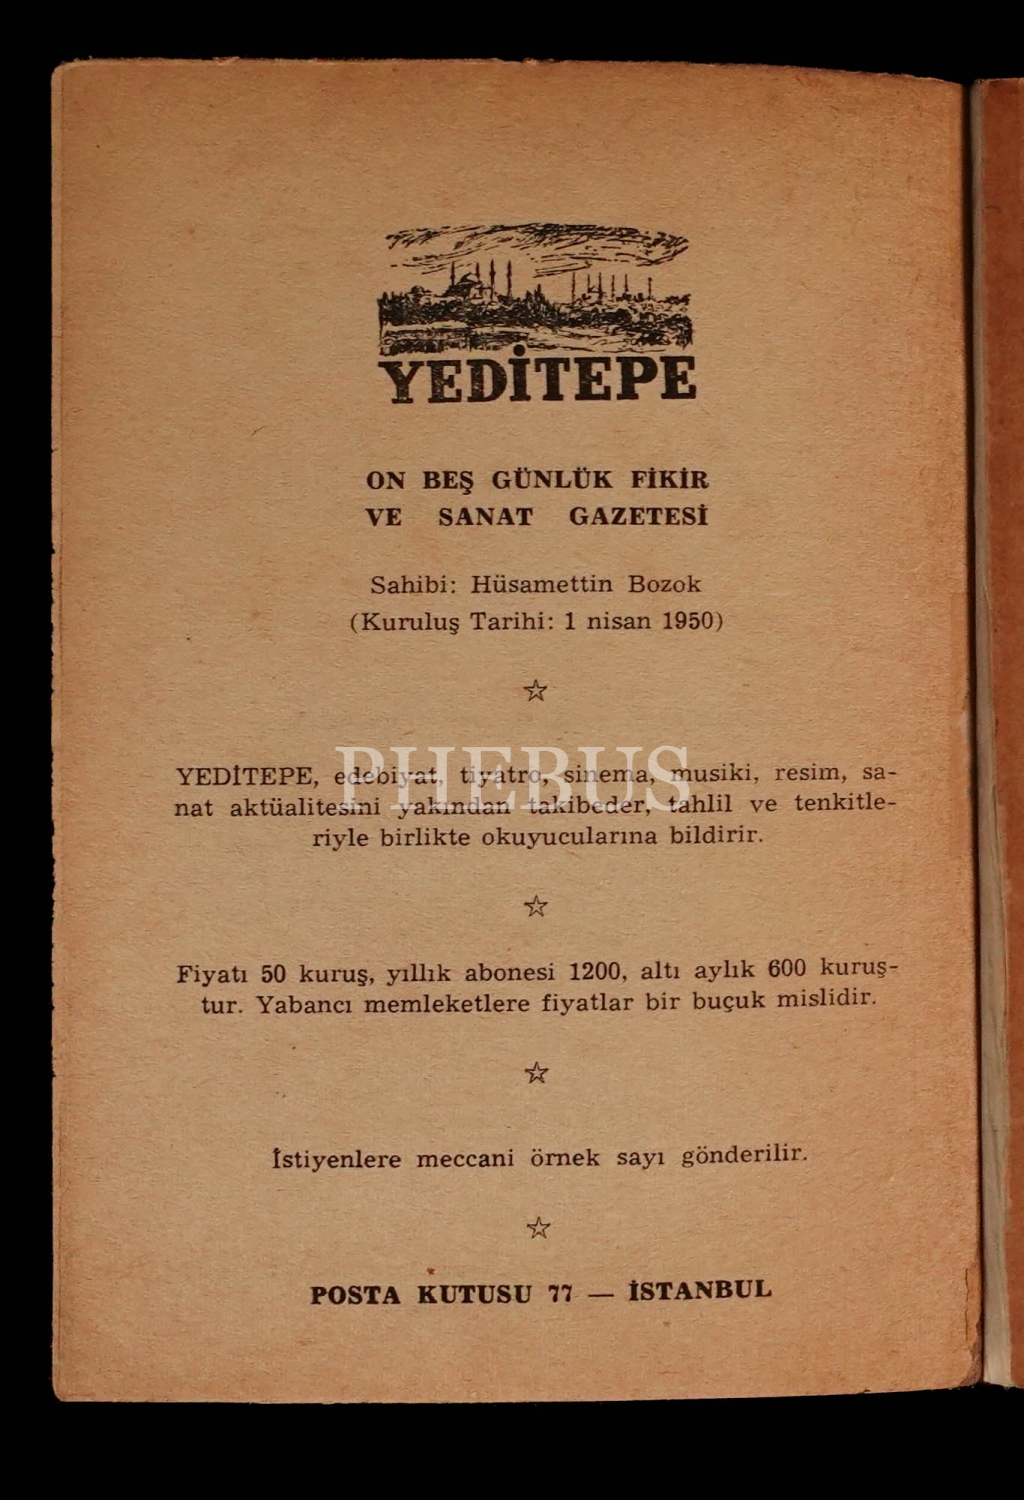 YEDİTEPE
ON BEŞ GÜNLÜK FİKİR
VE SANAT GAZETESİ
Sahibi: Hüsamettin Bozok
(Kuruluş Tarihi: 1 nisan 1950)
PHEBUS
YEDİTEPE, edebiyat, tiyatro, sinema, musiki, resim, sa-
nat aktüalitesini yakından takibeder, tahlil ve tenkitle-
riyle birlikte okuyucularına bildirir.
Fiyatı 50 kuruş, yıllık abonesi 1200, altı aylık 600 kuruş-
tur. Yabancı memleketlere fiyatlar bir buçuk mislidir.
İstiyenlere meccani örnek sayı gönderilir.
POSTA KUTUSU 77 — İSTANBUL